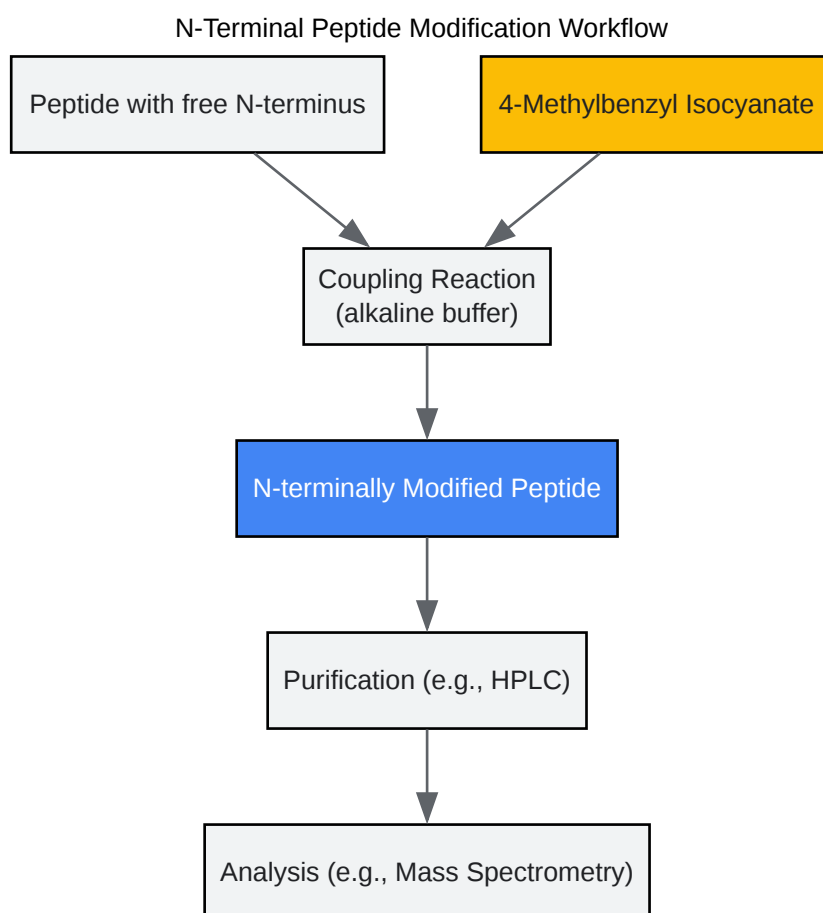 N-Terminal Peptide Modification Workflow
Peptide with free N-terminus
4-Methylbenzyl Isocyanate
Coupling Reaction
(alkaline buffer)
N-terminally Modified Peptide
Purification (e.g., HPLC)
Analysis (e.g., Mass Spectrometry)